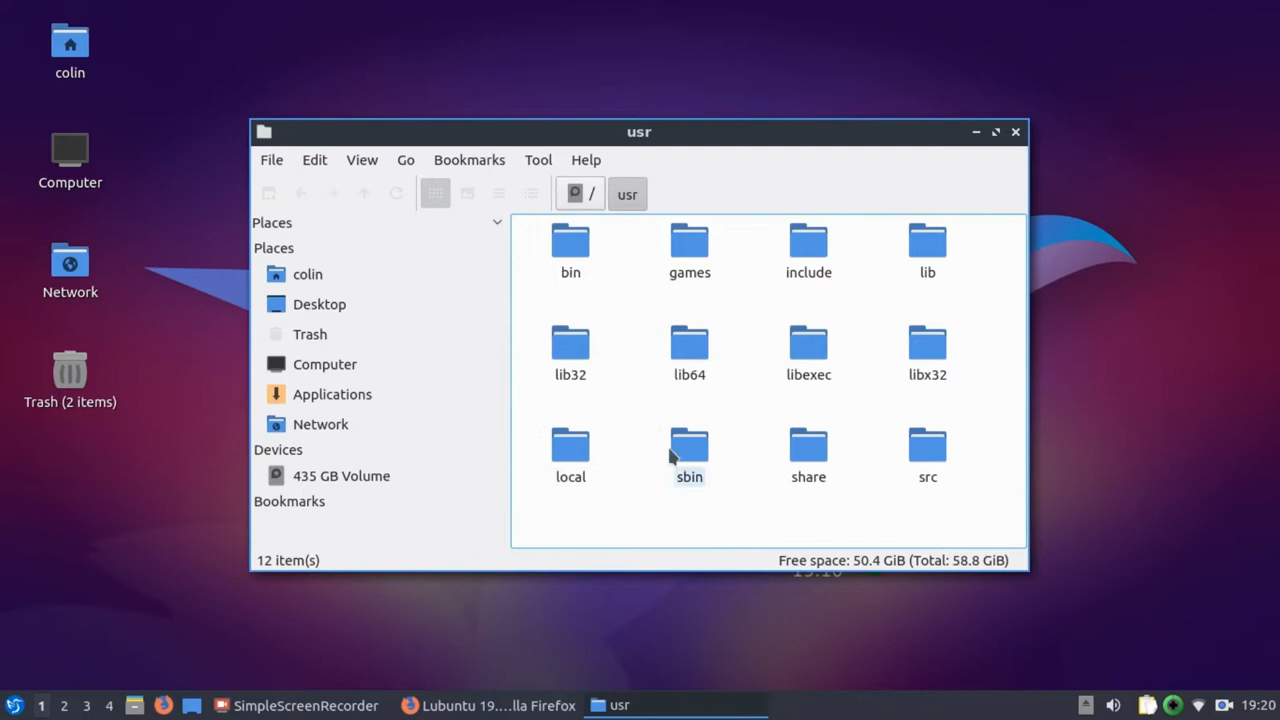 colin
Computer
Network
Trash (2 items)
usr
File Edit View Go Bookmarks Tool Help
/ usr
Places
Places
colin
Desktop
Trash
Computer
Applications
Network
Devices
435 GB Volume
Bookmarks
bin games include lib
lib32 lib64 libexec libx32
local sbin share src
12 item(s) Free space: 50.4 GiB (Total: 58.8 GiB)
1 2 3 4 SimpleScreenRecorder Lubuntu 19....lla Firefox usr 19:20